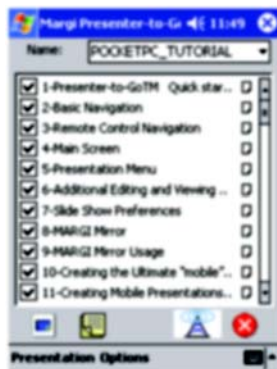 Margi Presenter-to-G 11:49
Name: POCKETPC_TUTORIAL
1-Presenter-to-GoTM Quick star...
2-Basic Navigation
3-Remote Control Navigation
4-Main Screen
5-Presentation Menu
6-Additional Editing and Viewing ..
7-Slide Show Preferences
8-MARGI Mirror
9-MARGI Mirror Usage
10-Creating the Ultimate "mobile"..
11-Creating Mobile Presentations..
Presentation Options